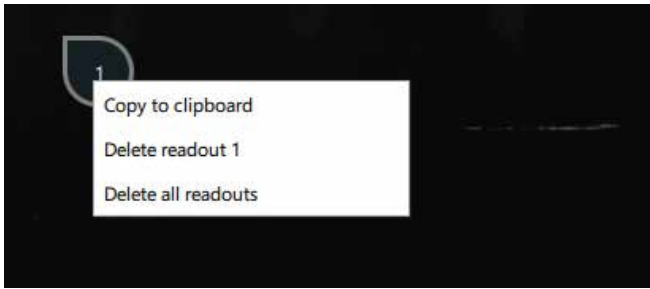 1
Copy to clipboard
Delete readout 1
Delete all readouts